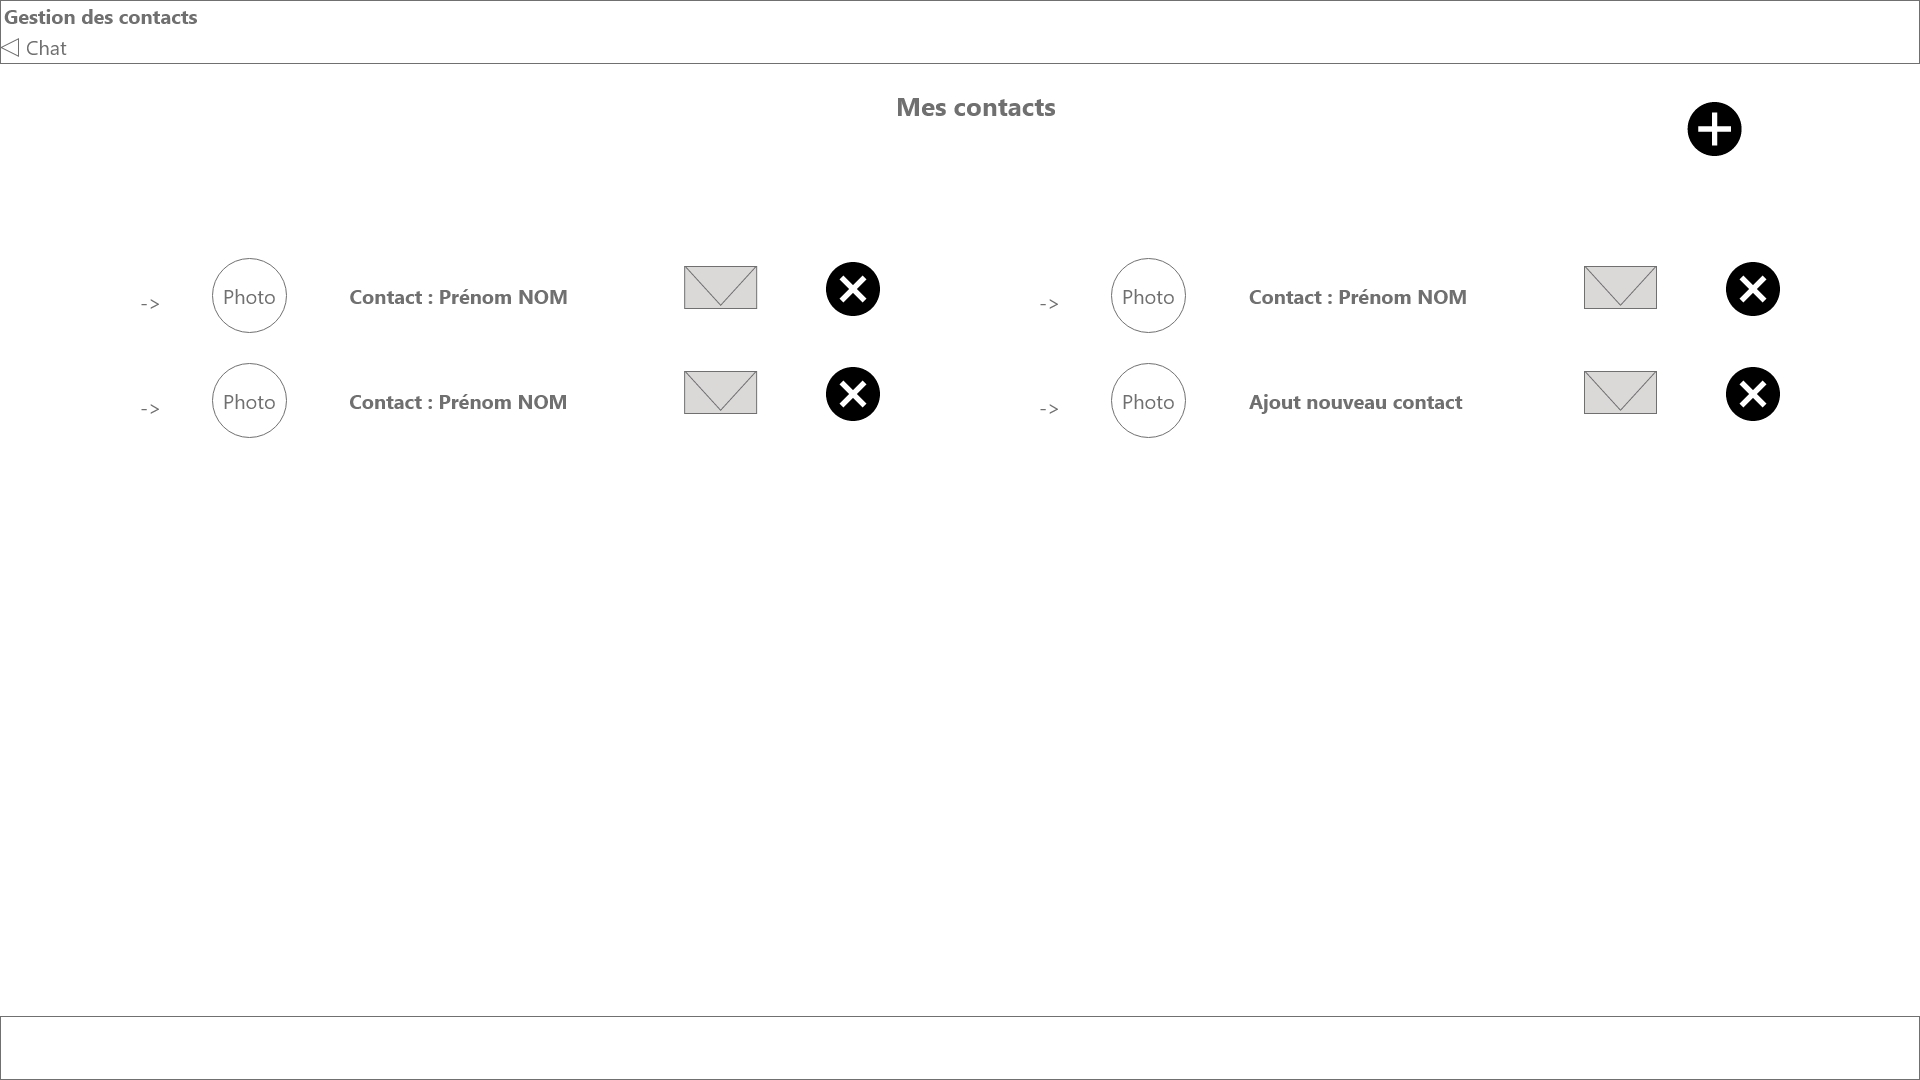 Gestion des contacts
Chat
Mes contacts
-> Photo Contact : Prénom NOM
-> Photo Contact : Prénom NOM
-> Photo Contact : Prénom NOM
-> Photo Ajout nouveau contact